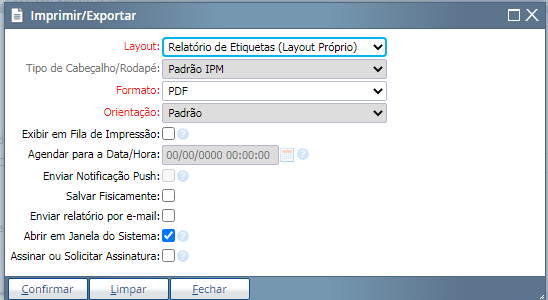 Imprimir/Exportar
Layout: Relatório de Etiquetas (Layout Próprio)
Tipo de Cabeçalho/Rodapé: Padrão IPM
Formato: PDF
Orientação: Padrão
Exibir em Fila de Impressão: ?
Agendar para a Data/Hora: 00/00/0000 00:00:00 ?
Enviar Notificação Push: ?
Salvar Fisicamente:
Enviar relatório por e-mail:
Abrir em Janela do Sistema: ?
Assinar ou Solicitar Assinatura: ?
Confirmar Limpar Fechar